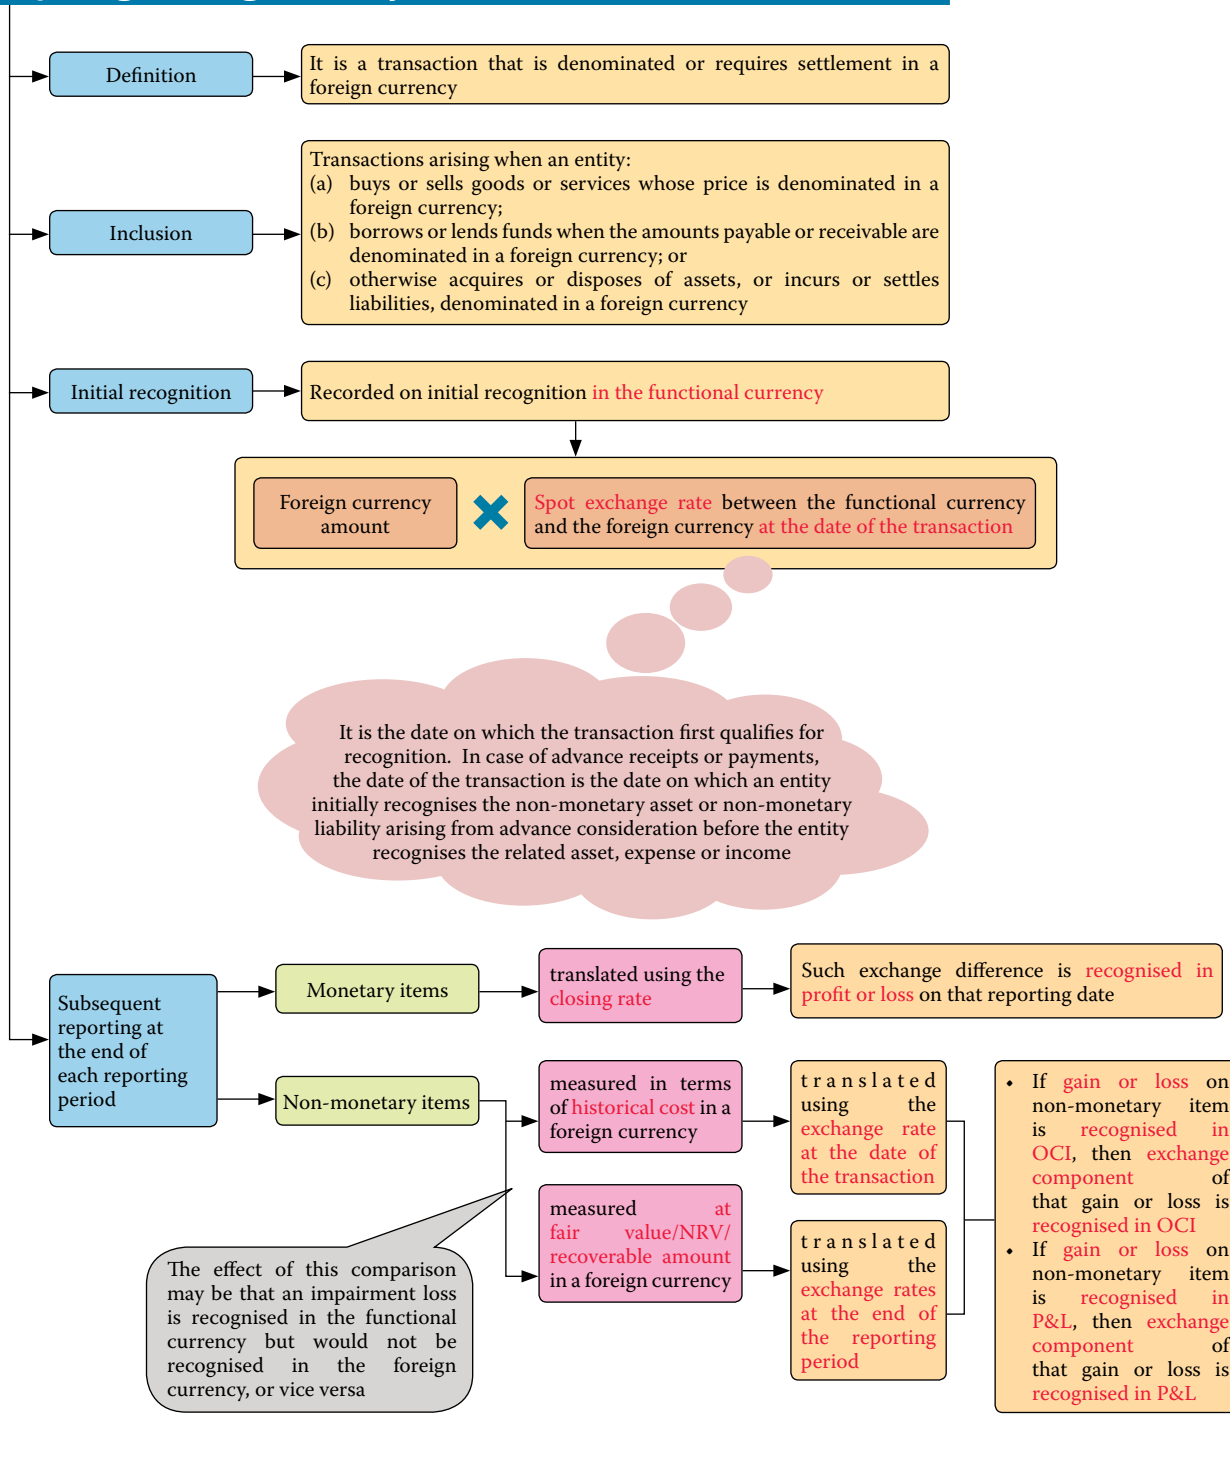 Definition
It is a transaction that is denominated or requires settlement in a
foreign currency
Inclusion
Transactions arising when an entity:
(a) buys or sells goods or services whose price is denominated in a
foreign currency;
(b) borrows or lends funds when the amounts payable or receivable are
denominated in a foreign currency; or
(c) otherwise acquires or disposes of assets, or incurs or settles
liabilities, denominated in a foreign currency
Initial recognition
Recorded on initial recognition in the functional currency
Foreign currency
amount
Spot exchange rate between the functional currency
and the foreign currency at the date of the transaction
It is the date on which the transaction first qualifies for
recognition. In case of advance receipts or payments,
the date of the transaction is the date on which an entity
initially recognises the non-monetary asset or non-monetary
liability arising from advance consideration before the entity
recognises the related asset, expense or income
Subsequent
reporting at
the end of
each reporting
period
Monetary items
translated using the
closing rate
Such exchange difference is recognised in
profit or loss on that reporting date
Non-monetary items
measured in terms
of historical cost in a
foreign currency
translated
using the
exchange rate
at the date of
the transaction
measured at
fair value/NRV/
recoverable amount
in a foreign currency
translated
using the
exchange rates
at the end of
the reporting
period
• If gain or loss on
non-monetary item
is recognised in
OCI, then exchange
component of
that gain or loss is
recognised in OCI
• If gain or loss on
non-monetary item
is recognised in
P&L, then exchange
component of
that gain or loss is
recognised in P&L
The effect of this comparison
may be that an impairment loss
is recognised in the functional
currency but would not be
recognised in the foreign
currency, or vice versa